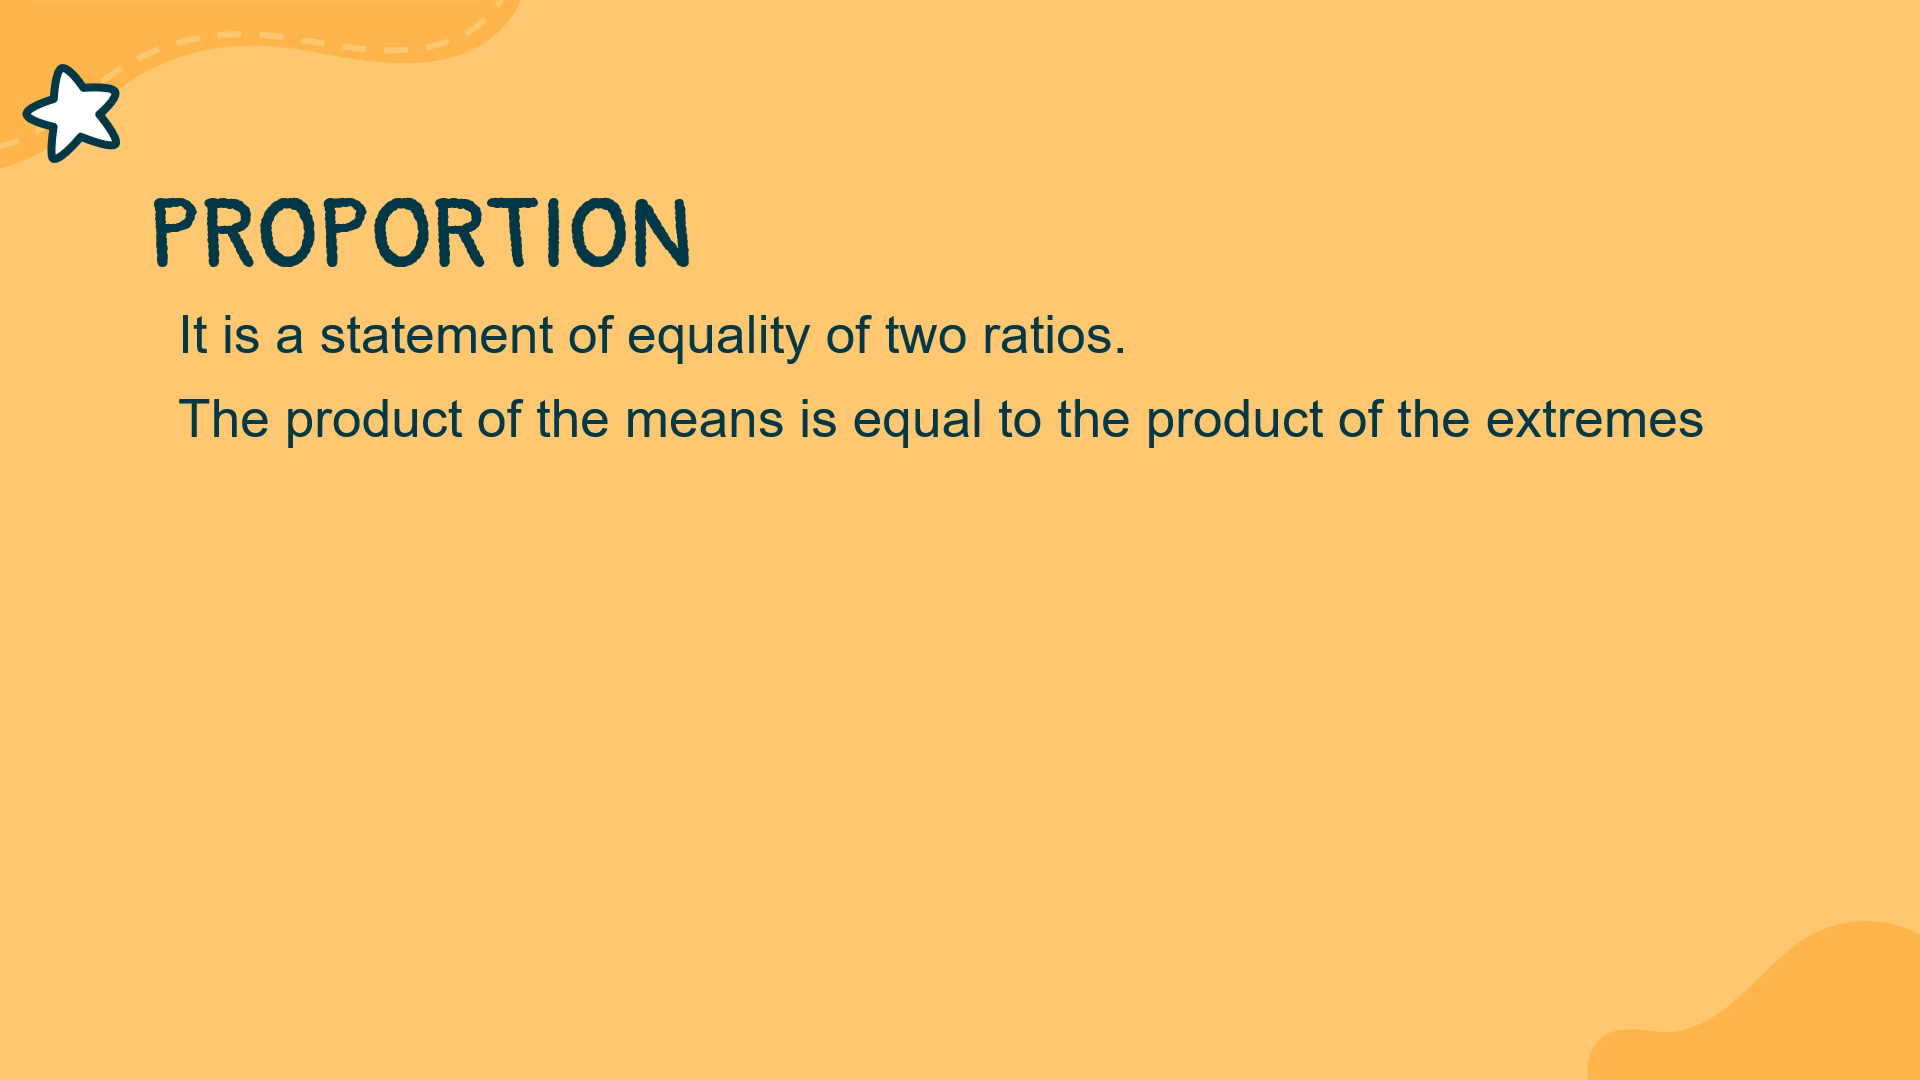 PROPORTION
It is a statement of equality of two ratios.
The product of the means is equal to the product of the extremes